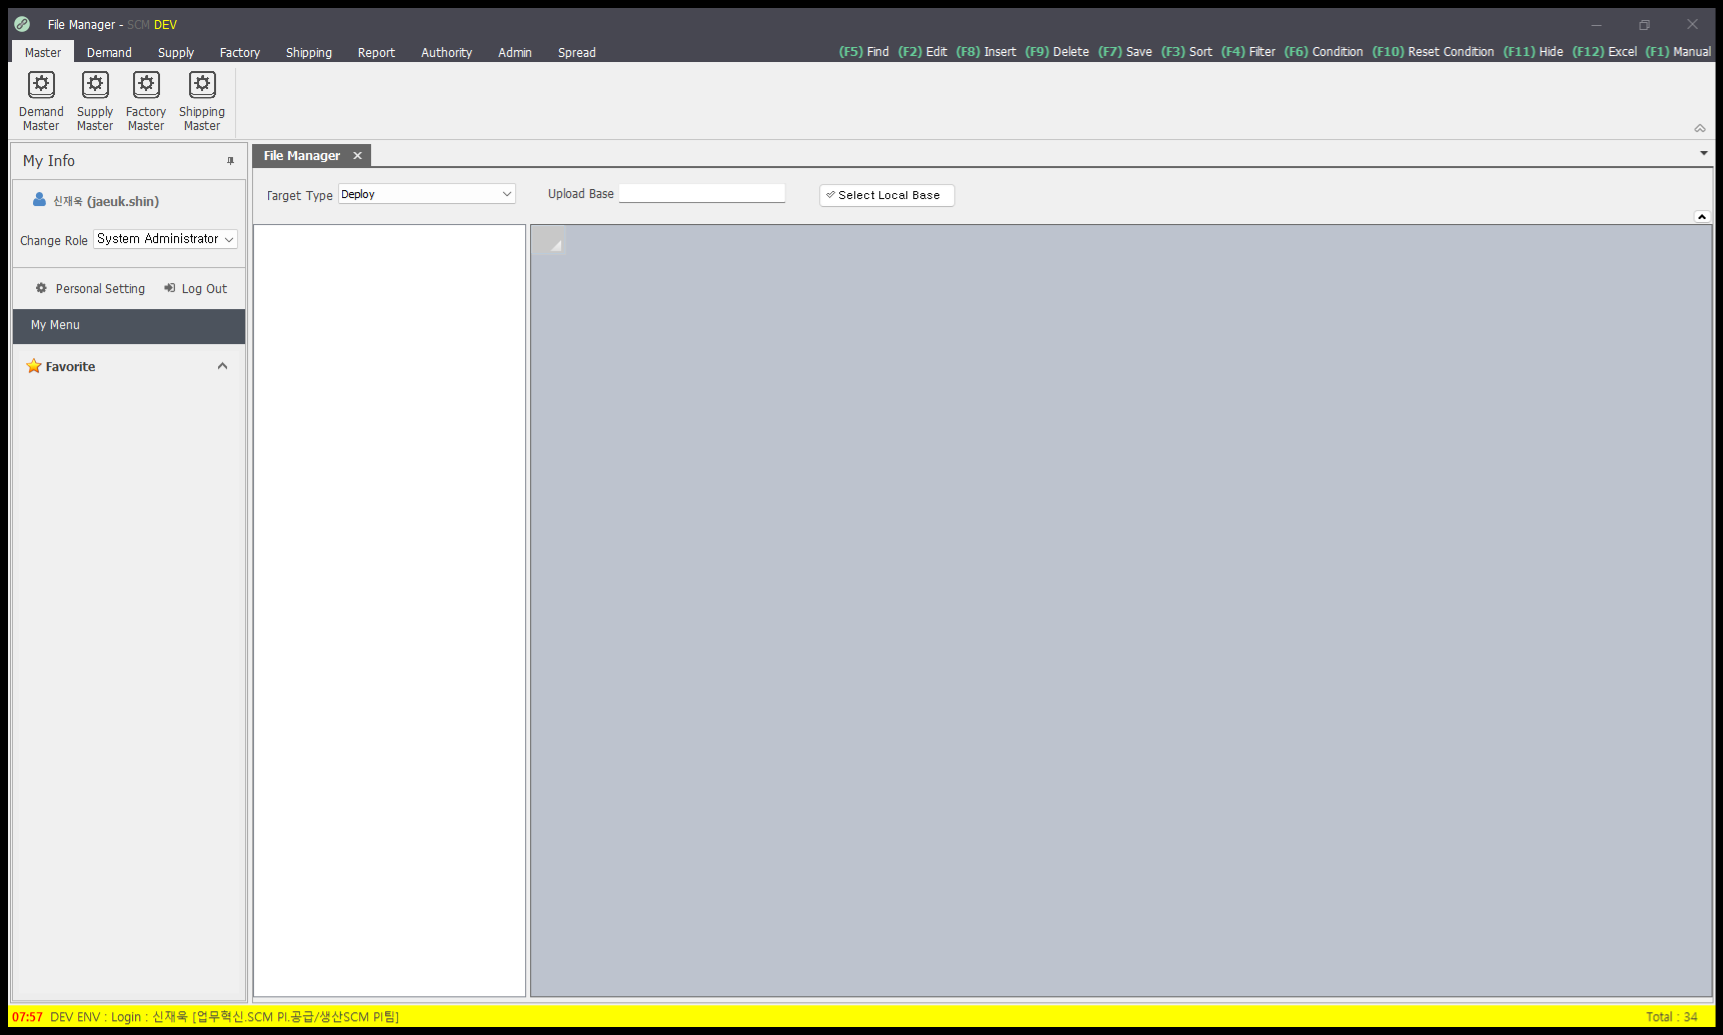 File Manager - SCM DEV
Master Demand Supply Factory Shipping Report Authority Admin Spread
(F5) Find (F2) Edit (F8) Insert (F9) Delete (F7) Save (F3) Sort (F4) Filter (F6) Condition (F10) Reset Condition (F11) Hide (F12) Excel (F1) Manual
Demand Master
Supply Master
Factory Master
Shipping Master
My Info
신재욱 (jaeuk.shin)
Change Role System Administrator
Personal Setting Log Out
My Menu
Favorite
File Manager
Target Type Deploy Upload Base Select Local Base
07:57 DEV ENV : Login : 신재욱 [업무혁신.SCM PI.공급/생산SCM PI팀]
Total : 34